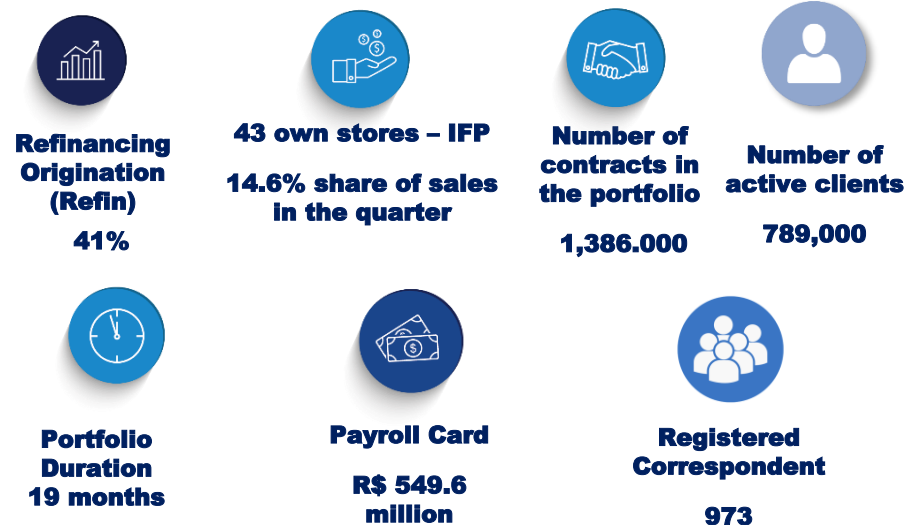 Refinancing
Origination
(Refin)
41%
43 own stores – IFP
14.6% share of sales
in the quarter
Number of
contracts in
the portfolio
1,386.000
Number of
active clients
789,000
Portfolio
Duration
19 months
Payroll Card
R$ 549.6
million
Registered
Correspondent
973